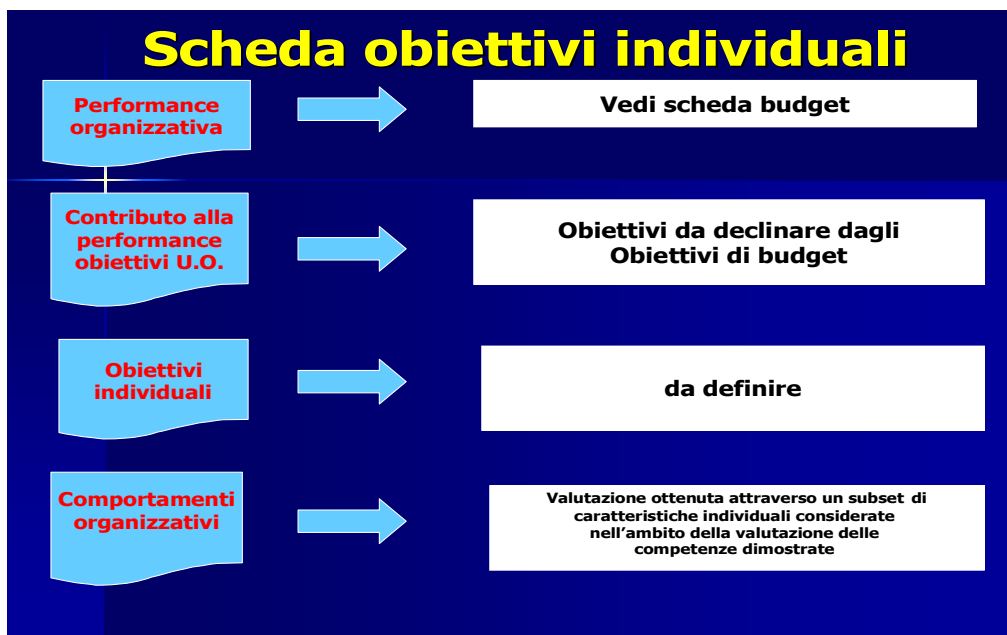 Scheda obiettivi individuali
Performance
organizzativa
Vedi scheda budget
Contributo alla
performance
obiettivi U.O.
Obiettivi da declinare dagli
Obiettivi di budget
Obiettivi
individuali
da definire
Comportamenti
organizzativi
Valutazione ottenuta attraverso un subset di
caratteristiche individuali considerate
nell'ambito della valutazione delle
competenze dimostrate